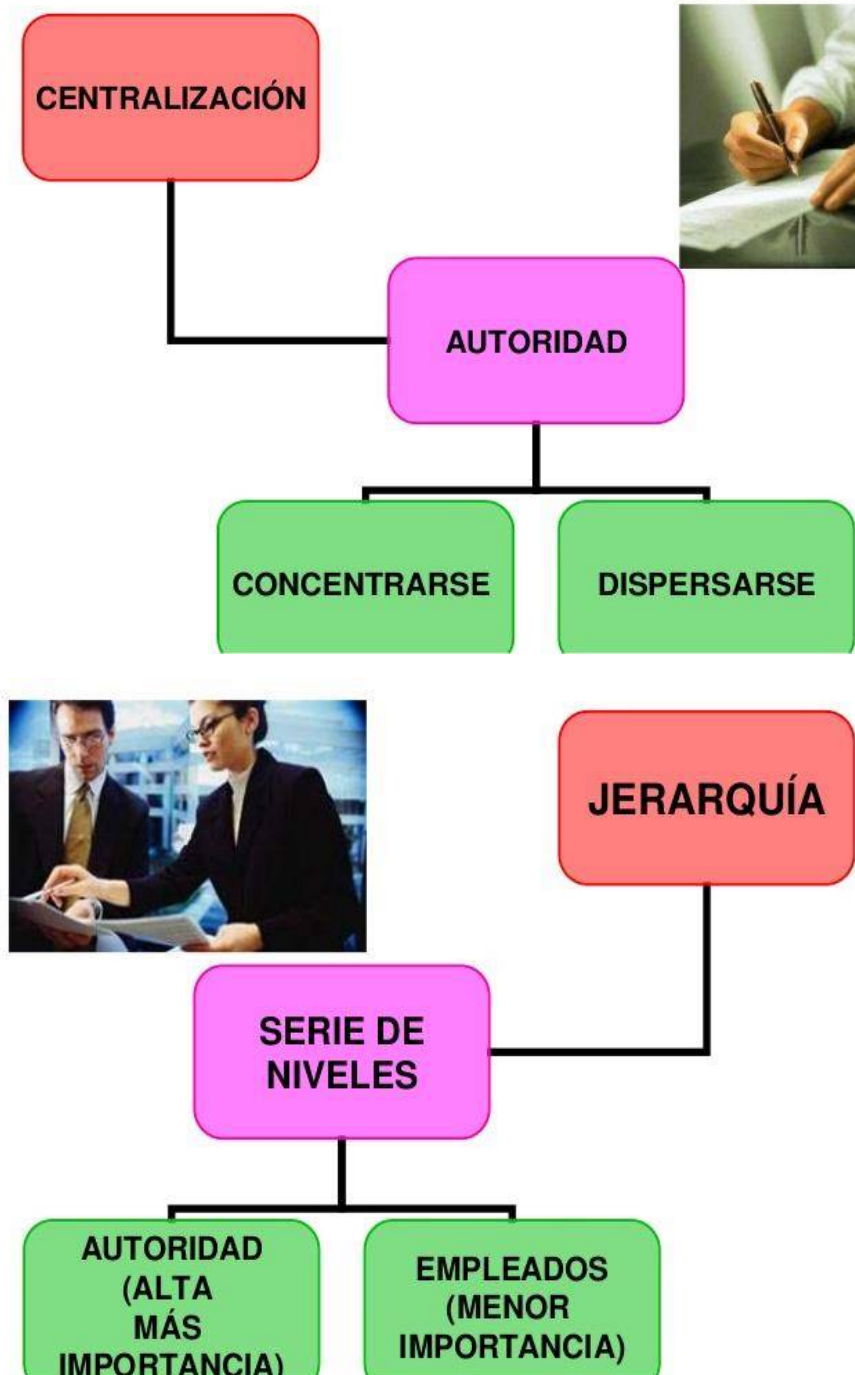 CENTRALIZACIÓN
AUTORIDAD
CONCENTRARSE
DISPERSARSE
JERARQUÍA
SERIE DE
NIVELES
AUTORIDAD
(ALTA
MÁS
IMPORTANCIA)
EMPLEADOS
(MENOR
IMPORTANCIA)